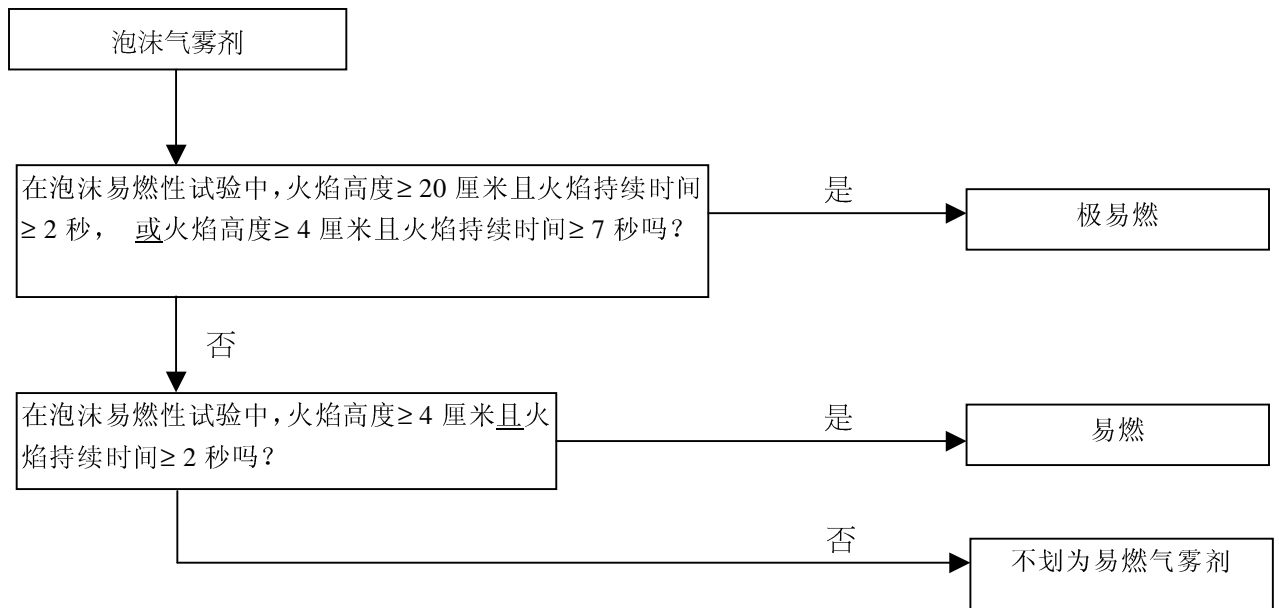 泡沫气雾剂
在泡沫易燃性试验中,火焰高度≥ 20 厘米且火焰持续时间
≥ 2 秒， 或火焰高度≥ 4 厘米且火焰持续时间≥ 7 秒吗？
是
极易燃
否
在泡沫易燃性试验中,火焰高度≥ 4 厘米且火
焰持续时间≥ 2 秒吗？
是
易燃
否
不划为易燃气雾剂